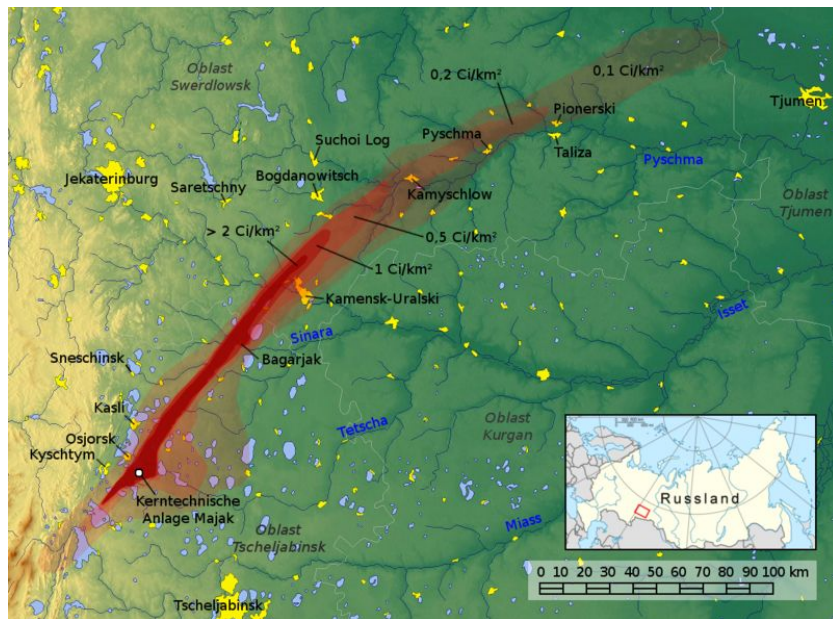 Oblast
Swerdlowsk
0,2 Ci/km²
0,1 Ci/km²
Tjumen
Pionerski
Pyschma
Suchoi Log
Taliza
Pyschma
Jekaterinburg
Saretschny
Bogdanowitsch
Kamyschlow
Oblast
Tjumen
> 2 Ci/km²
0,5 Ci/km²
1 Ci/km²
Kamensk-Uralski
Isset
Sinara
Sneschinsk
Bagarjak
Kasli
Tetscha
Oblast
Kurgan
Osjorsk
Kyschtym
Kerntechnische
Anlage Majak
Russland
Miass
Oblast
Tscheljabinsk
0 10 20 30 40 50 60 70 80 90 100 km
Tscheljabinsk